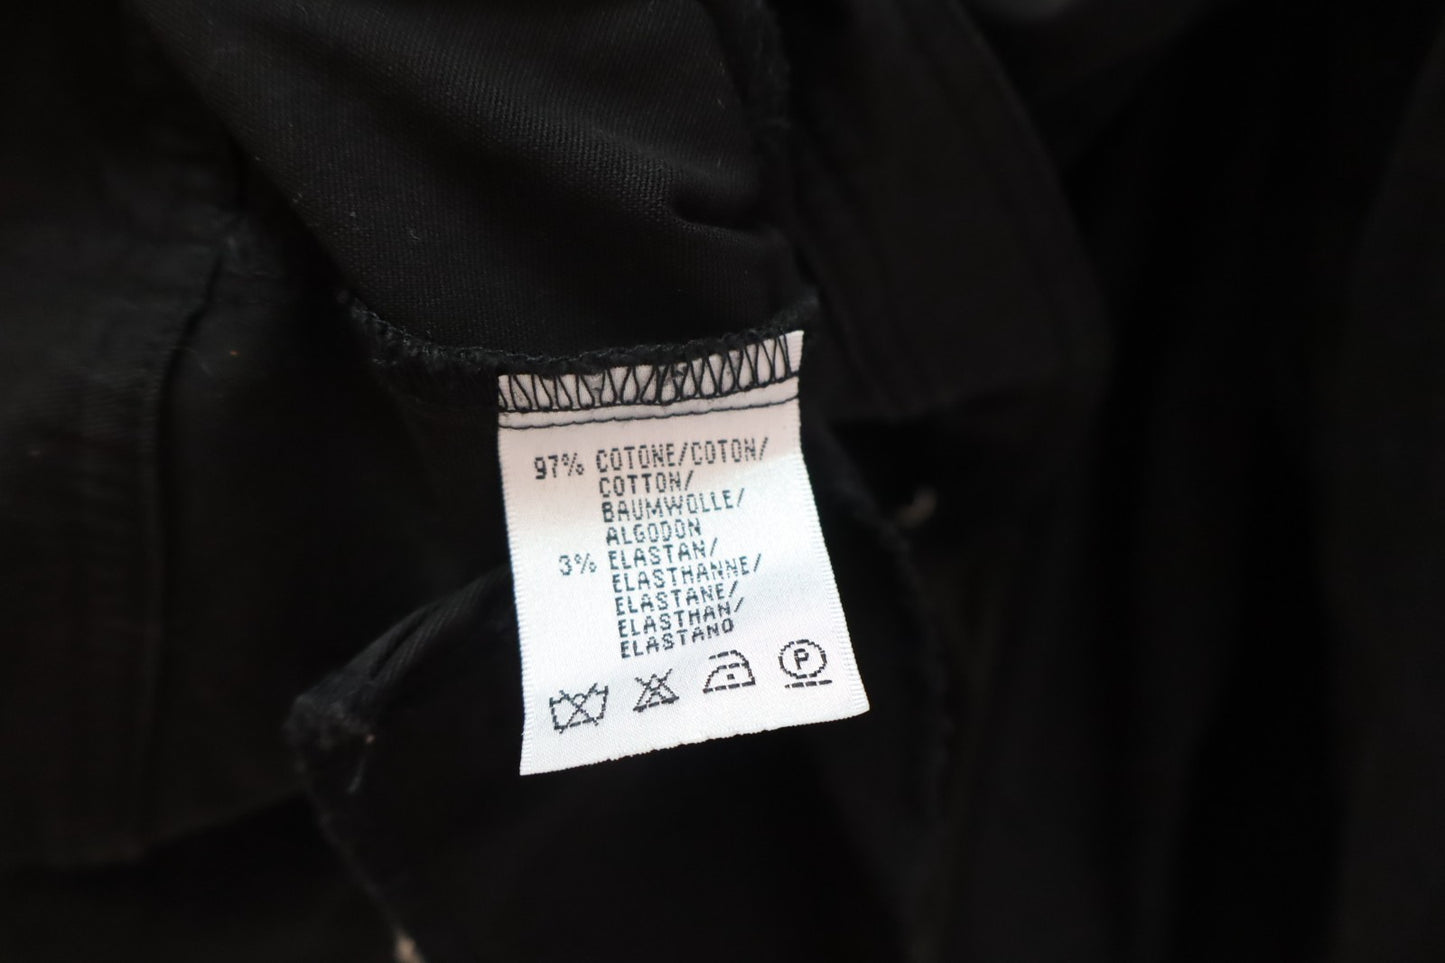 97% COTONE/COTON/
COTTON/
BAUMWOLLE/
ALGODON
3% ELASTAN/
ELASTHANNE/
ELASTANE/
ELASTHAN/
ELASTANO
P